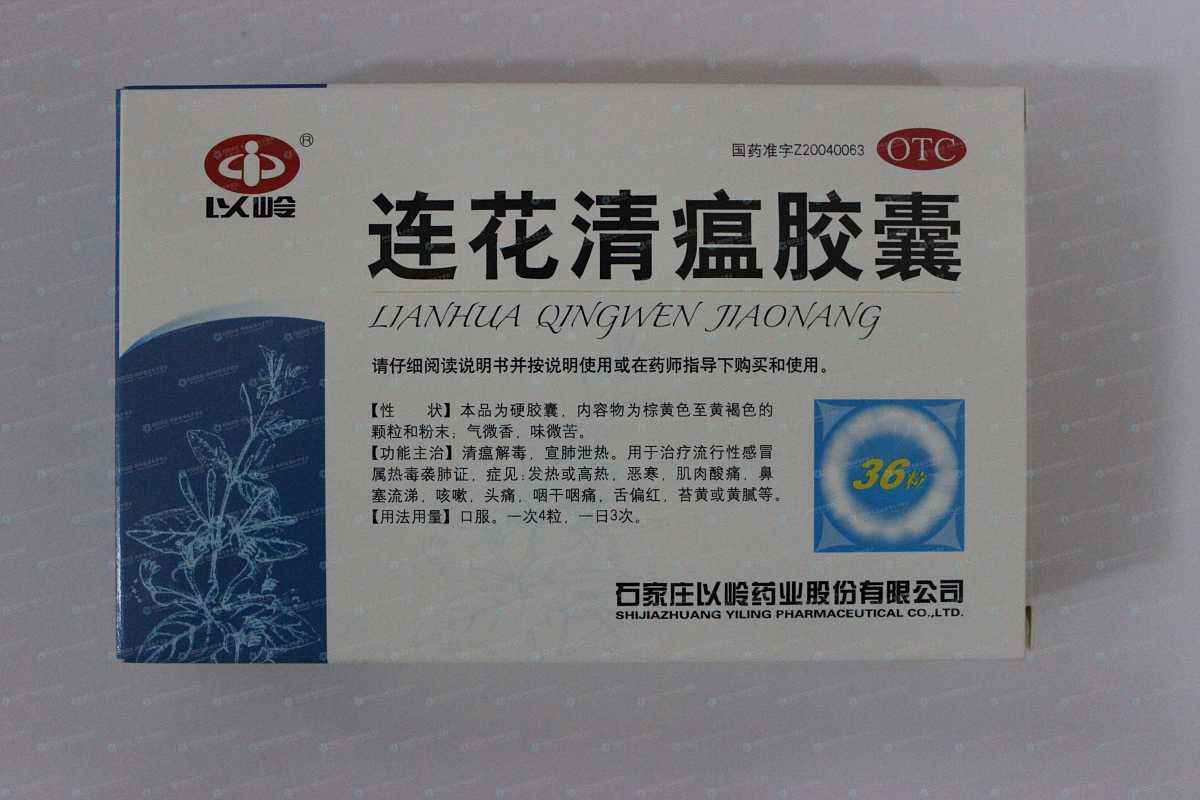 国药准字Z20040063 OTC
®
以岭
连花清瘟胶囊
LIANHUA QINGWEN JIAONANG
请仔细阅读说明书并按说明使用或在药师指导下购买和使用。
【性　　状】本品为硬胶囊，内容物为棕黄色至黄褐色的
颗粒和粉末；气微香，味微苦。
【功能主治】清瘟解毒，宣肺泄热。用于治疗流行性感冒
属热毒袭肺证，症见：发热或高热，恶寒，肌肉酸痛，鼻
塞流涕，咳嗽，头痛，咽干咽痛，舌偏红，苔黄或黄腻等。
【用法用量】口服。一次4粒，一日3次。
36粒
石家庄以岭药业股份有限公司
SHIJIAZHUANG YILING PHARMACEUTICAL CO.,LTD.